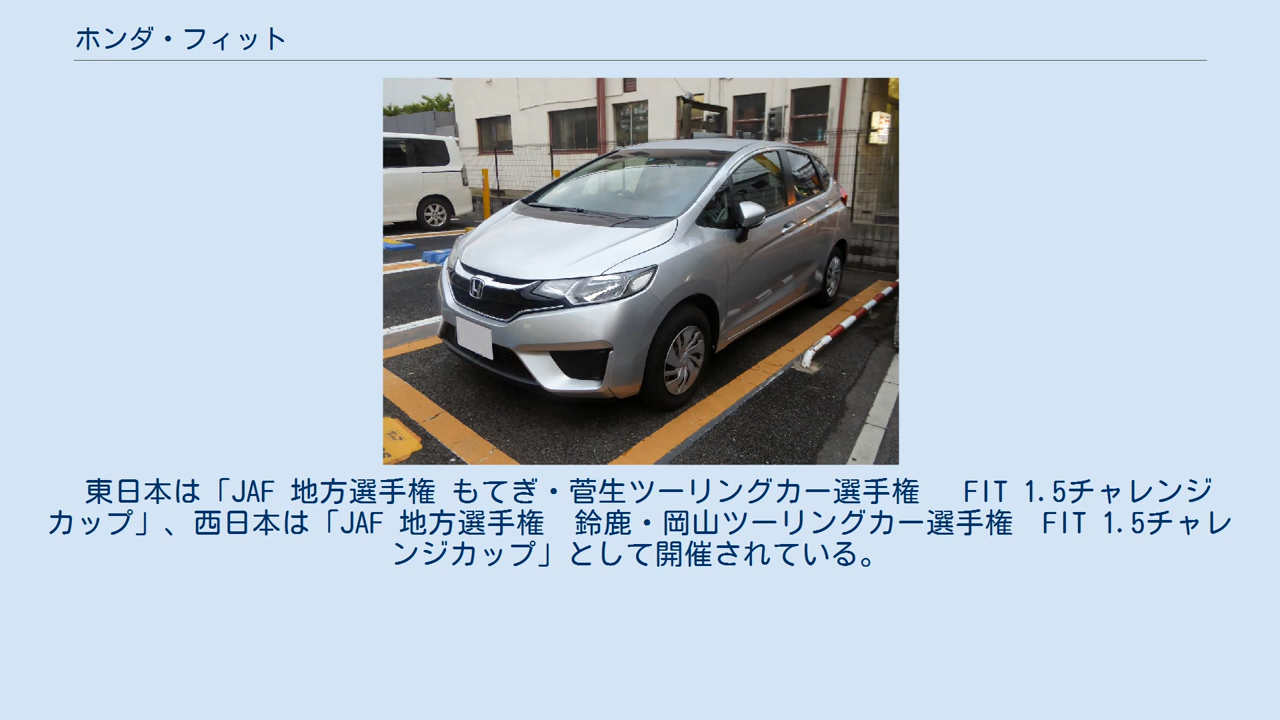 ホンダ・フィット
東日本は「JAF 地方選手権 もてぎ・菅生ツーリングカー選手権　 FIT 1.5チャレンジ
カップ」、西日本は「JAF 地方選手権　鈴鹿・岡山ツーリングカー選手権　FIT 1.5チャレ
ンジカップ」として開催されている。